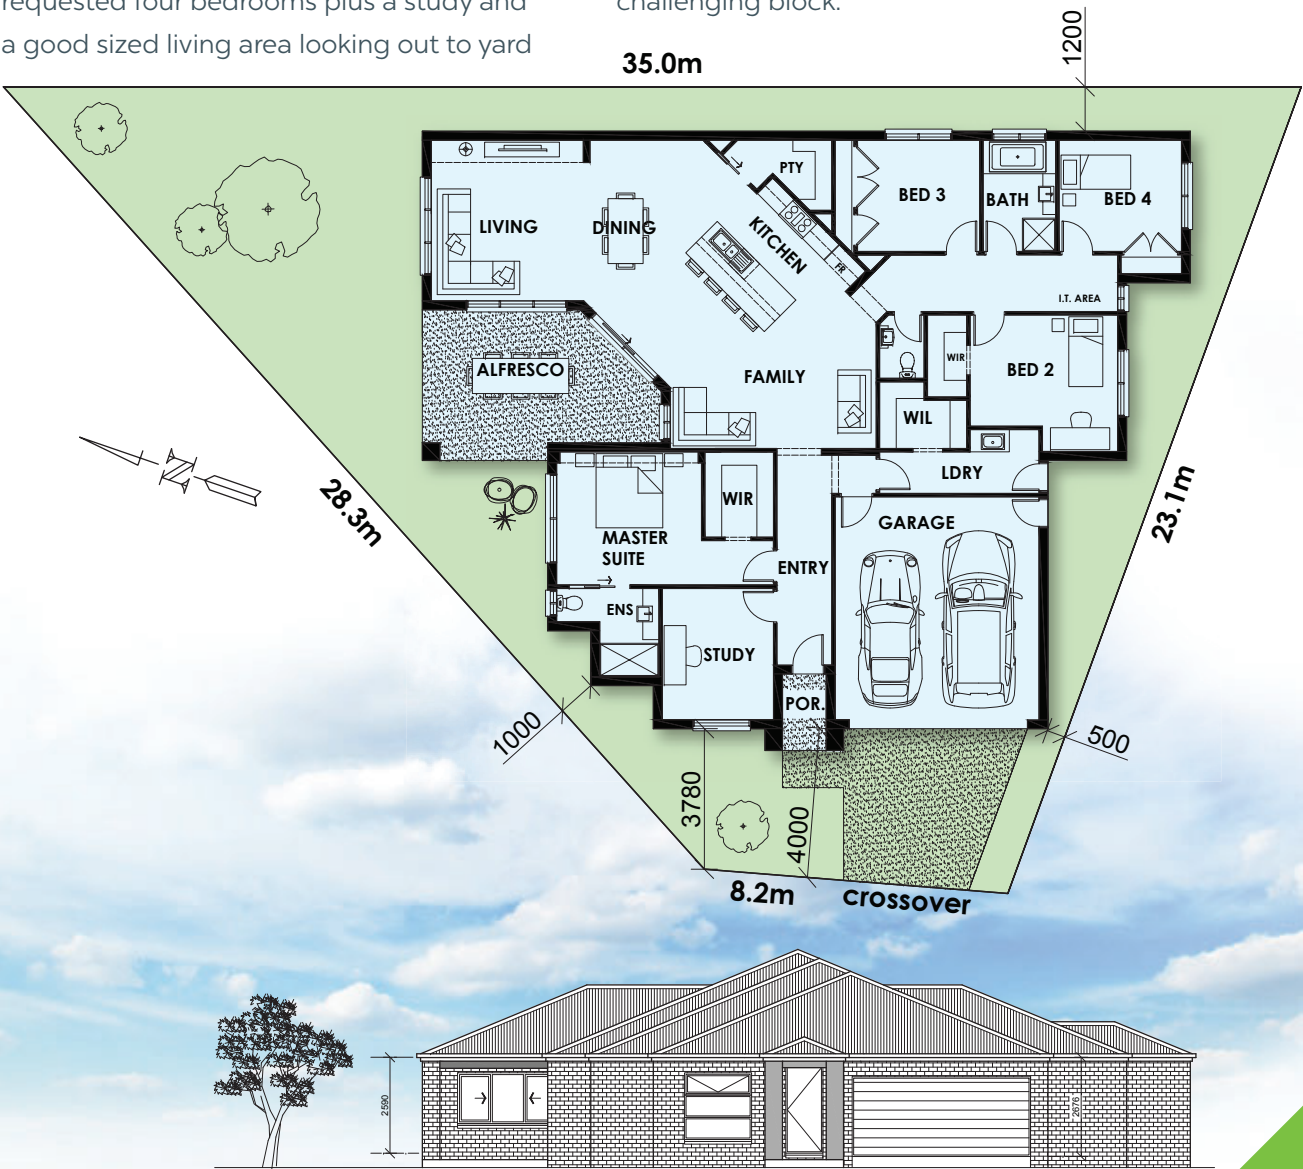 requested four bedrooms plus a study and
a good sized living area looking out to yard
challenging block.
35.0m
1200
PTY
BED 3
BATH
BED 4
LIVING
DINING
KITCHEN
FR
I.T. AREA
ALFRESCO
FAMILY
WIR
BED 2
WIL
LDRY
N
28.3m
23.1m
WIR
GARAGE
MASTER
SUITE
ENTRY
ENS
STUDY
POR.
1000
500
3780
4000
8.2m
crossover
2590
2676